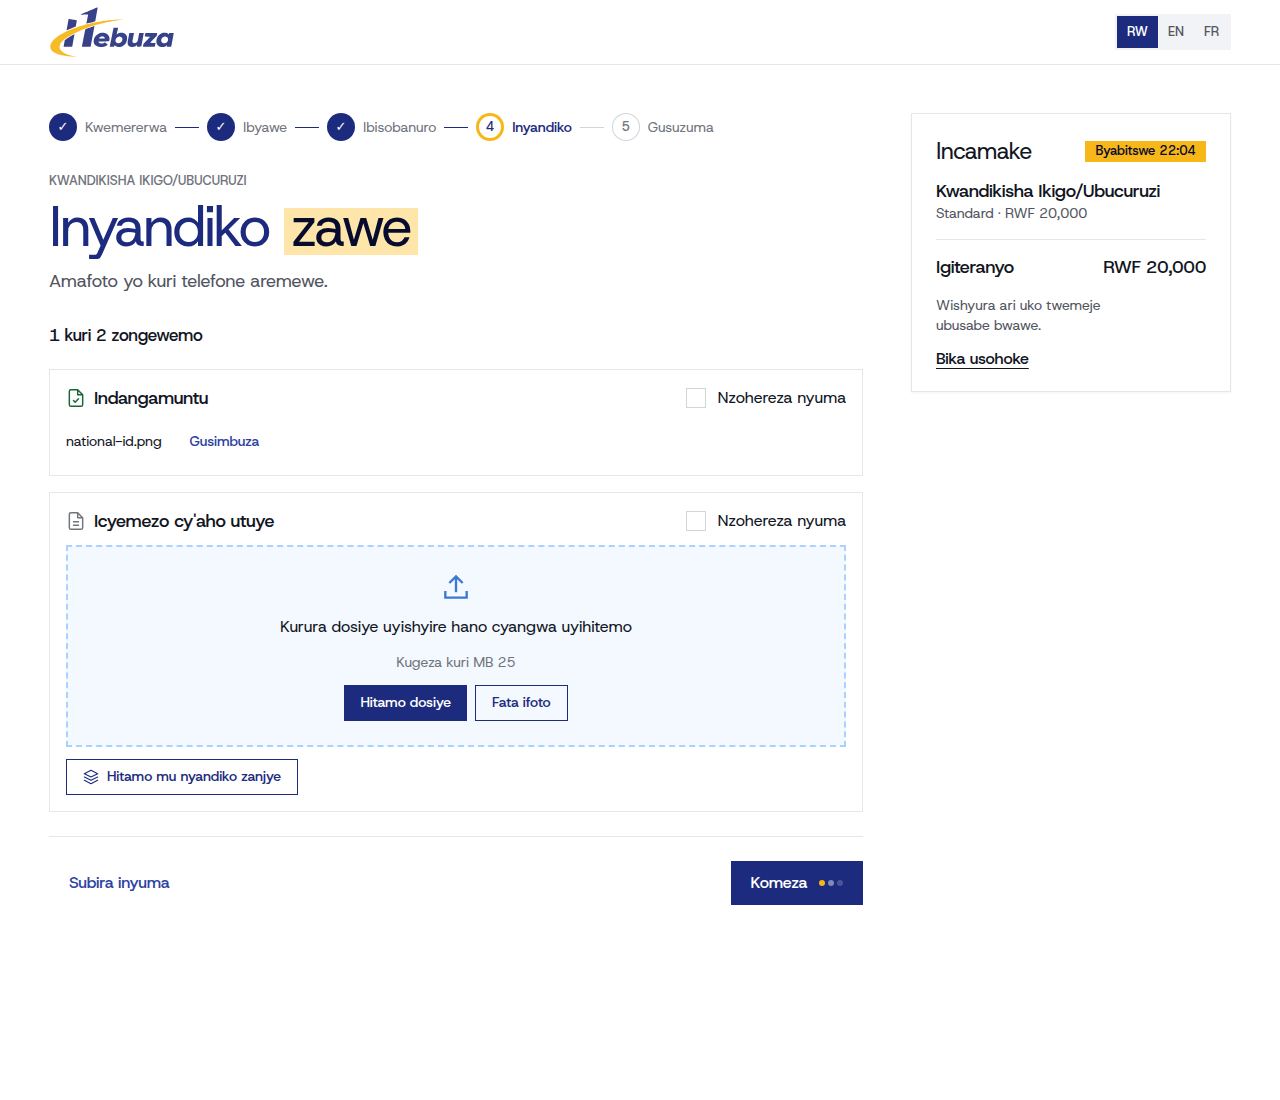 Hebuza
RW EN FR
✓ Kwemererwa ✓ Ibyawe ✓ Ibisobanuro 4 Inyandiko 5 Gusuzuma
KWANDIKISHA IKIGO/UBUCURUZI
Inyandiko zawe
Amafoto yo kuri telefone aremewe.
1 kuri 2 zongewemo
Indangamuntu
Nzohereza nyuma
national-id.png Gusimbuza
Icyemezo cy'aho utuye
Nzohereza nyuma
Kurura dosiye uyishyire hano cyangwa uyihitemo
Kugeza kuri MB 25
Hitamo dosiye Fata ifoto
Hitamo mu nyandiko zanjye
Subira inyuma
Komeza
Incamake
Byabitswe 22:04
Kwandikisha Ikigo/Ubucuruzi
Standard · RWF 20,000
Igiteranyo RWF 20,000
Wishyura ari uko twemeje
ubusabe bwawe.
Bika usohoke